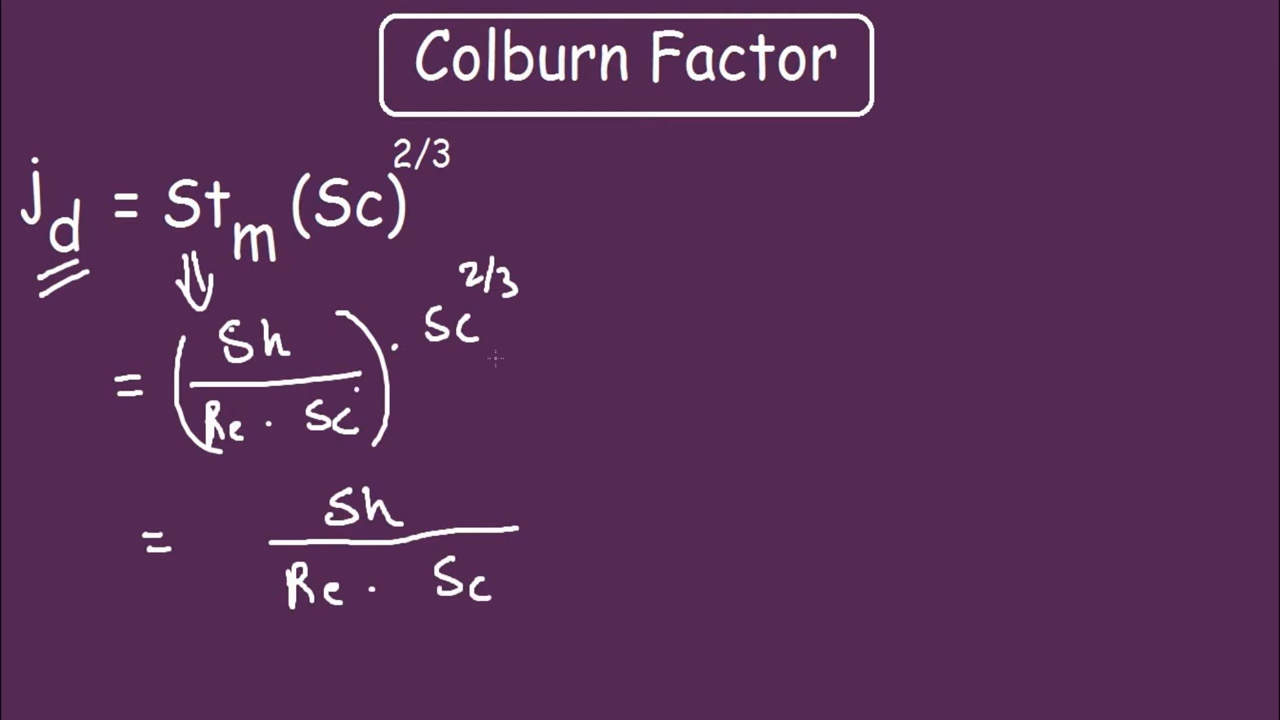 Colburn Factor
j_d = St_m (Sc)^2/3
⇓
= (Sh / Re · Sc) · Sc^2/3
= Sh / Re · Sc